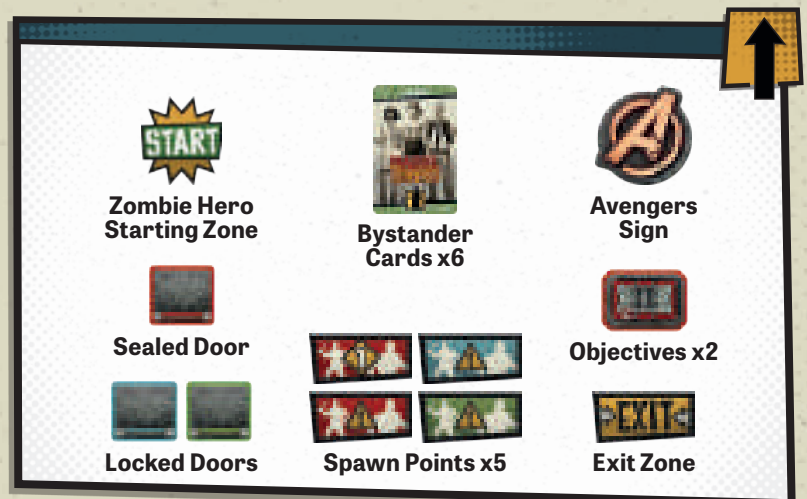 START
Zombie Hero
Starting Zone
Bystander
Cards x6
A
Avengers
Sign
Sealed Door
Objectives x2
Locked Doors
1
Spawn Points x5
EXIT
Exit Zone